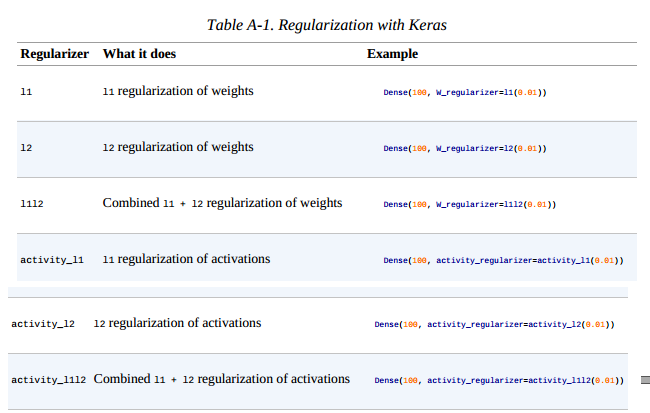 Table A-1. Regularization with Keras
Regularizer What it does Example
l1 l1 regularization of weights Dense(100, W_regularizer=l1(0.01))
l2 l2 regularization of weights Dense(100, W_regularizer=l2(0.01))
l1l2 Combined l1 + l2 regularization of weights Dense(100, W_regularizer=l1l2(0.01))
activity_l1 l1 regularization of activations Dense(100, activity_regularizer=activity_l1(0.01))
activity_l2 l2 regularization of activations Dense(100, activity_regularizer=activity_l2(0.01))
activity_l1l2 Combined l1 + l2 regularization of activations Dense(100, activity_regularizer=activity_l1l2(0.01))